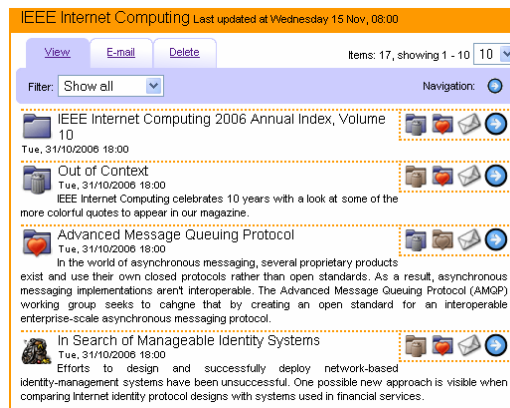 IEEE Internet Computing Last updated at Wednesday 15 Nov, 08:00
View E-mail Delete Items: 17, showing 1 - 10 10
Filter: Show all Navigation:
IEEE Internet Computing 2006 Annual Index, Volume
10
Tue, 31/10/2006 18:00
Out of Context
Tue, 31/10/2006 18:00
IEEE Internet Computing celebrates 10 years with a look at some of the
more colorful quotes to appear in our magazine.
Advanced Message Queuing Protocol
Tue, 31/10/2006 18:00
In the world of asynchronous messaging, several proprietary products
exist and use their own closed protocols rather than open standards. As a result, asynchronous
messaging implementations aren't interoperable. The Advanced Message Queuing Protocol (AMQP)
working group seeks to cahgne that by creating an open standard for an interoperable
enterprise-scale asynchronous messaging protocol.
In Search of Manageable Identity Systems
Tue, 31/10/2006 18:00
Efforts to design and successfully deploy network-based
identity-management systems have been unsuccessful. One possible new approach is visible when
comparing Internet identity protocol designs with systems used in financial services.